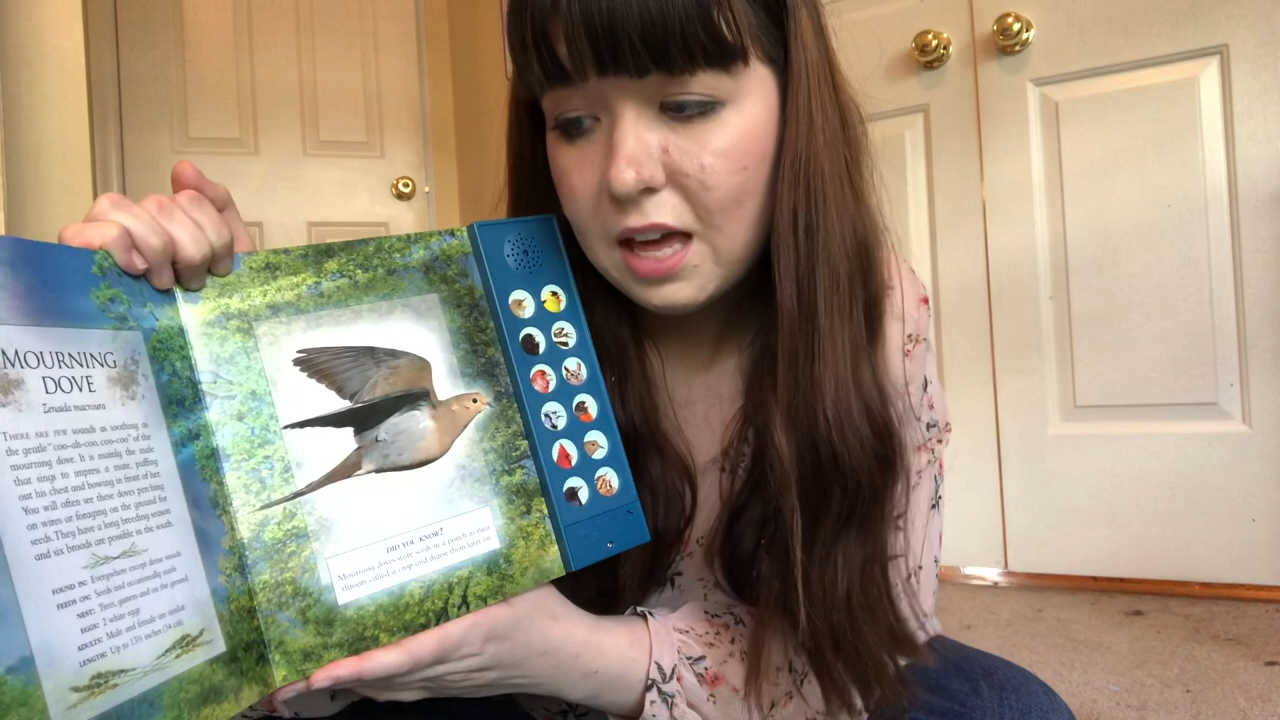 MOURNING
DOVE
Zenaida macroura
THERE ARE FEW sounds as soothing as
the gentle "coo-ah-coo, coo-coo" of the
mourning dove. It is mainly the male
that sings to impress a mate, puffing
out his chest and bowing in front of her.
You will often see these doves perching
on wires or foraging on the ground for
seeds. They have a long breeding season
and six broods are possible in the south.
FOUND IN: Everywhere except dense woods
FEEDS ON: Seeds and occasionally snails
NEST: Trees, gutters and on the ground
EGGS: 2 white eggs
ADULTS: Male and female are similar
LENGTH: Up to 13½ inches (34 cm)
DID YOU KNOW?
Mourning doves store seeds in a pouch in their
throats called a crop and digest them later on.